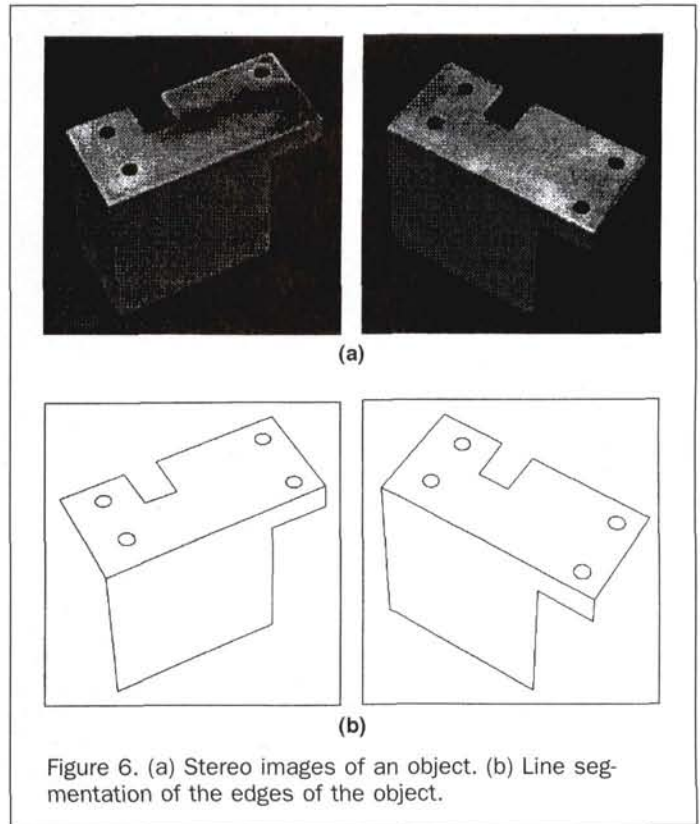 (a)
(b)
Figure 6. (a) Stereo images of an object. (b) Line seg-
mentation of the edges of the object.